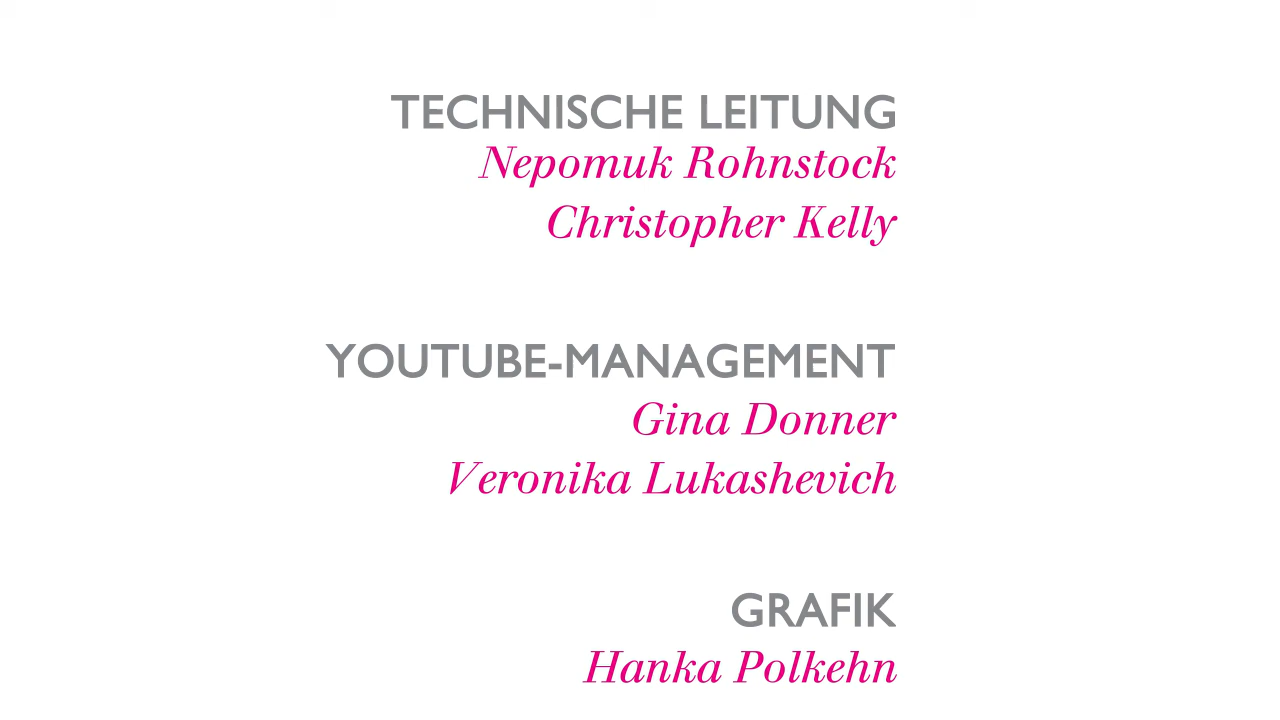 TECHNISCHE LEITUNG
Nepomuk Rohnstock
Christopher Kelly
YOUTUBE-MANAGEMENT
Gina Donner
Veronika Lukashevich
GRAFIK
Hanka Polkehn